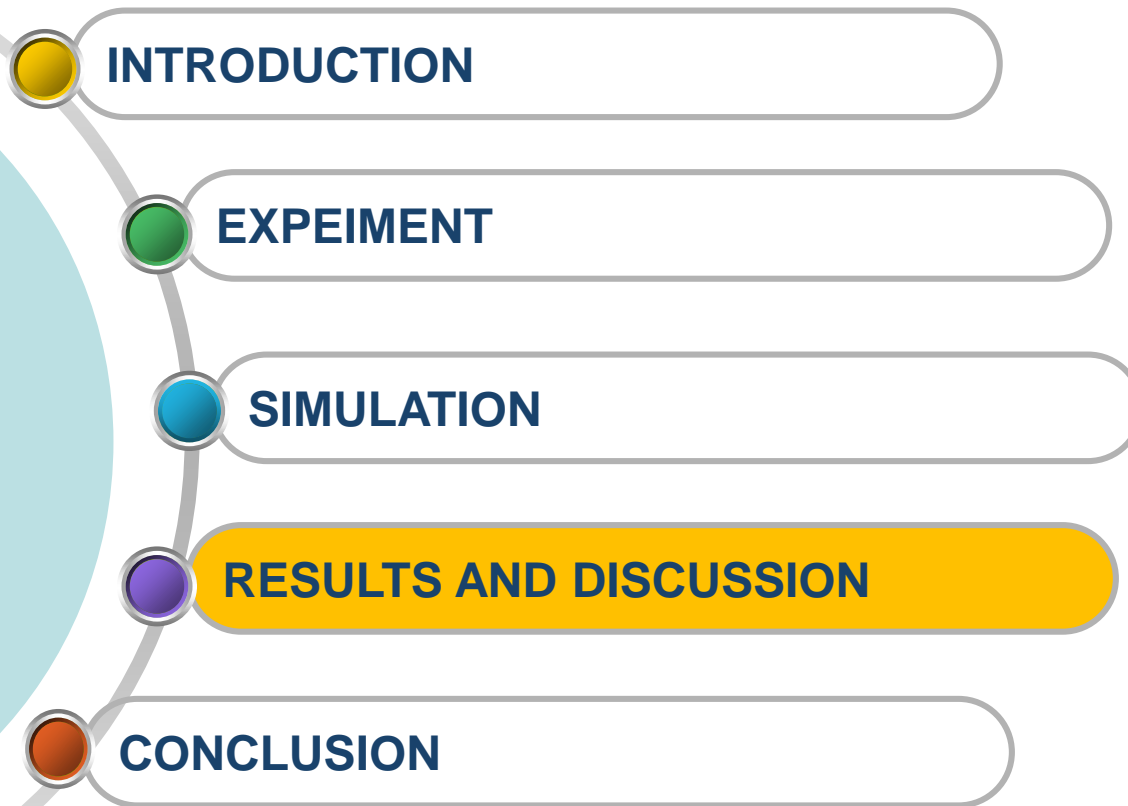 INTRODUCTION
EXPEIMENT
SIMULATION
RESULTS AND DISCUSSION
CONCLUSION